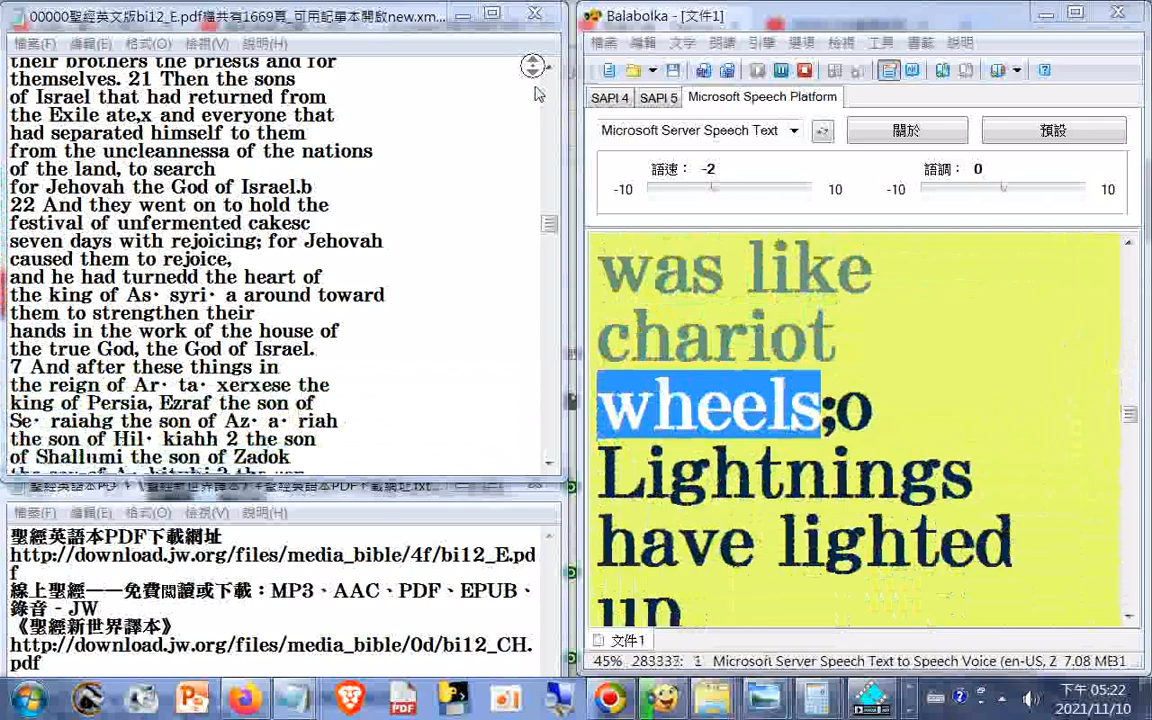 00000聖經英文版bi12_E.pdf檔共有1669頁_可用記事本開啟new.xm...
檔案(F) 編輯(E) 格式(O) 檢視(V) 說明(H)
their brothers the priests and for
themselves. 21 Then the sons
of Israel that had returned from
the Exile ate,x and everyone that
had separated himself to them
from the uncleannessa of the nations
of the land, to search
for Jehovah the God of Israel.b
22 And they went on to hold the
festival of unfermented cakesc
seven days with rejoicing; for Jehovah
caused them to rejoice,
and he had turnedd the heart of
the king of As· syri· a around toward
them to strengthen their
hands in the work of the house of
the true God, the God of Israel.
7 And after these things in
the reign of Ar· ta· xerxese the
king of Persia, Ezraf the son of
Se· raiahg the son of Az· a· riah
the son of Hil· kiahh 2 the son
of Shallumi the son of Zadok
檔案(F) 編輯(E) 格式(O) 檢視(V) 說明(H)
聖經英語本PDF下載網址
http://download.jw.org/files/media_bible/4f/bi12_E.pd
f
線上聖經——免費閱讀或下載：MP3、AAC、PDF、EPUB、
錄音 - JW
《聖經新世界譯本》
http://download.jw.org/files/media_bible/0d/bi12_CH.
pdf
Balabolka - [文件1]
檔案 編輯 文字 朗讀 引擎 選項 檢視 工具 書籤 說明
SAPI 4 SAPI 5 Microsoft Speech Platform
Microsoft Server Speech Text 關於 預設
語速： -2 語調： 0
-10 10 -10 10
was like
chariot
wheels;o
Lightnings
have lighted
up
文件1
45% 283337: 1 Microsoft Server Speech Text to Speech Voice (en-US, Z 7.08 MB1
PDF
下午 05:22
2021/11/10